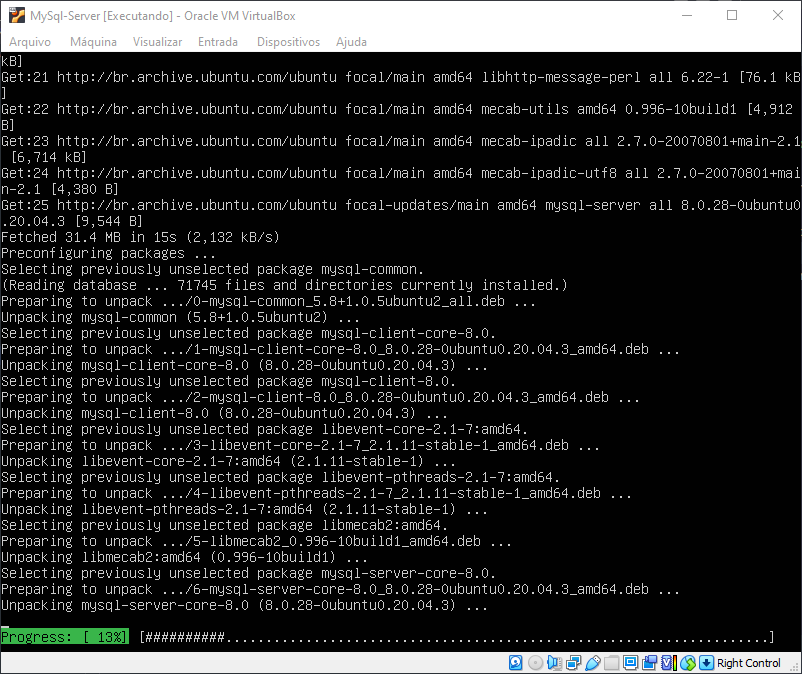 MySql-Server [Executando] - Oracle VM VirtualBox
Arquivo Máquina Visualizar Entrada Dispositivos Ajuda
kB]
Get:21 http://br.archive.ubuntu.com/ubuntu focal/main amd64 libhttp-message-perl all 6.22-1 [76.1 kB
]
Get:22 http://br.archive.ubuntu.com/ubuntu focal/main amd64 mecab-utils amd64 0.996-10build1 [4,912
B]
Get:23 http://br.archive.ubuntu.com/ubuntu focal/main amd64 mecab-ipadic all 2.7.0-20070801+main-2.1
[6,714 kB]
Get:24 http://br.archive.ubuntu.com/ubuntu focal/main amd64 mecab-ipadic-utf8 all 2.7.0-20070801+mai
n-2.1 [4,380 B]
Get:25 http://br.archive.ubuntu.com/ubuntu focal-updates/main amd64 mysql-server all 8.0.28-0ubuntu0
.20.04.3 [9,544 B]
Fetched 31.4 MB in 15s (2,132 kB/s)
Preconfiguring packages ...
Selecting previously unselected package mysql-common.
(Reading database ... 71745 files and directories currently installed.)
Preparing to unpack .../0-mysql-common_5.8+1.0.5ubuntu2_all.deb ...
Unpacking mysql-common (5.8+1.0.5ubuntu2) ...
Selecting previously unselected package mysql-client-core-8.0.
Preparing to unpack .../1-mysql-client-core-8.0_8.0.28-0ubuntu0.20.04.3_amd64.deb ...
Unpacking mysql-client-core-8.0 (8.0.28-0ubuntu0.20.04.3) ...
Selecting previously unselected package mysql-client-8.0.
Preparing to unpack .../2-mysql-client-8.0_8.0.28-0ubuntu0.20.04.3_amd64.deb ...
Unpacking mysql-client-8.0 (8.0.28-0ubuntu0.20.04.3) ...
Selecting previously unselected package libevent-core-2.1-7:amd64.
Preparing to unpack .../3-libevent-core-2.1-7_2.1.11-stable-1_amd64.deb ...
Unpacking libevent-core-2.1-7:amd64 (2.1.11-stable-1) ...
Selecting previously unselected package libevent-pthreads-2.1-7:amd64.
Preparing to unpack .../4-libevent-pthreads-2.1-7_2.1.11-stable-1_amd64.deb ...
Unpacking libevent-pthreads-2.1-7:amd64 (2.1.11-stable-1) ...
Selecting previously unselected package libmecab2:amd64.
Preparing to unpack .../5-libmecab2_0.996-10build1_amd64.deb ...
Unpacking libmecab2:amd64 (0.996-10build1) ...
Selecting previously unselected package mysql-server-core-8.0.
Preparing to unpack .../6-mysql-server-core-8.0_8.0.28-0ubuntu0.20.04.3_amd64.deb ...
Unpacking mysql-server-core-8.0 (8.0.28-0ubuntu0.20.04.3) ...
Progress: [ 13%] [##########....................................................................]
Right Control